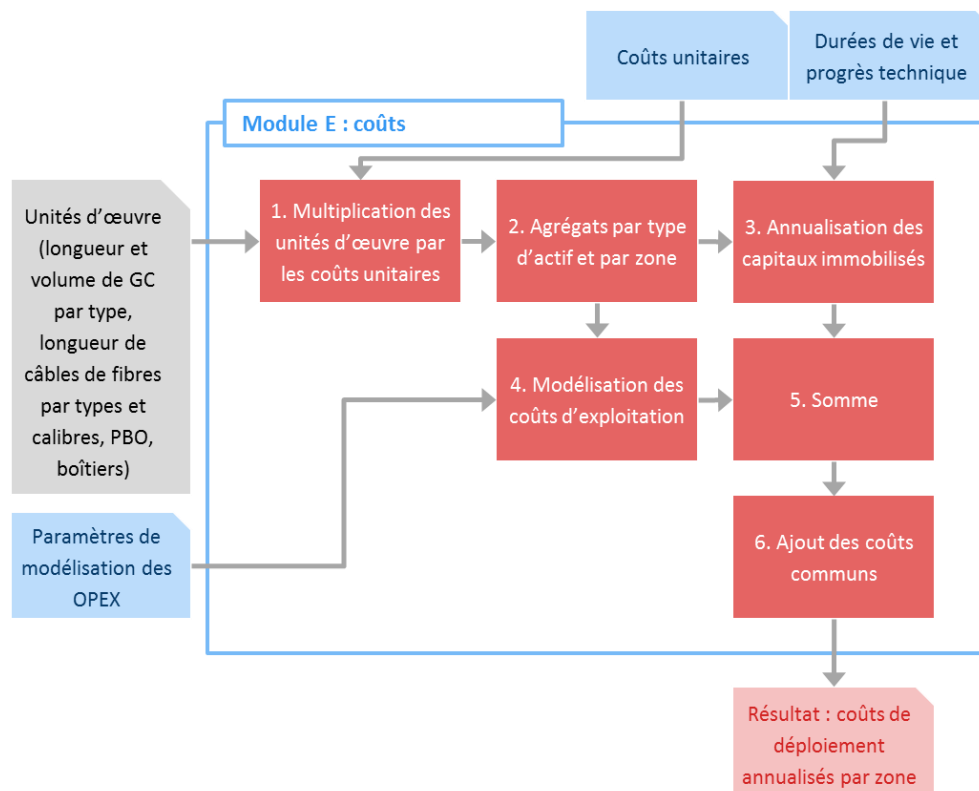 Coûts unitaires
Durées de vie et
progrès technique
Module E : coûts
Unités d’œuvre
(longueur et
volume de GC
par type,
longueur de
câbles de fibres
par types et
calibres, PBO,
boîtiers)
1. Multiplication des
unités d’œuvre par
les coûts unitaires
2. Agrégats par type
d’actif et par zone
3. Annualisation des
capitaux immobilisés
4. Modélisation des
coûts d’exploitation
5. Somme
Paramètres de
modélisation des
OPEX
6. Ajout des coûts
communs
Résultat : coûts de
déploiement
annualisés par zone